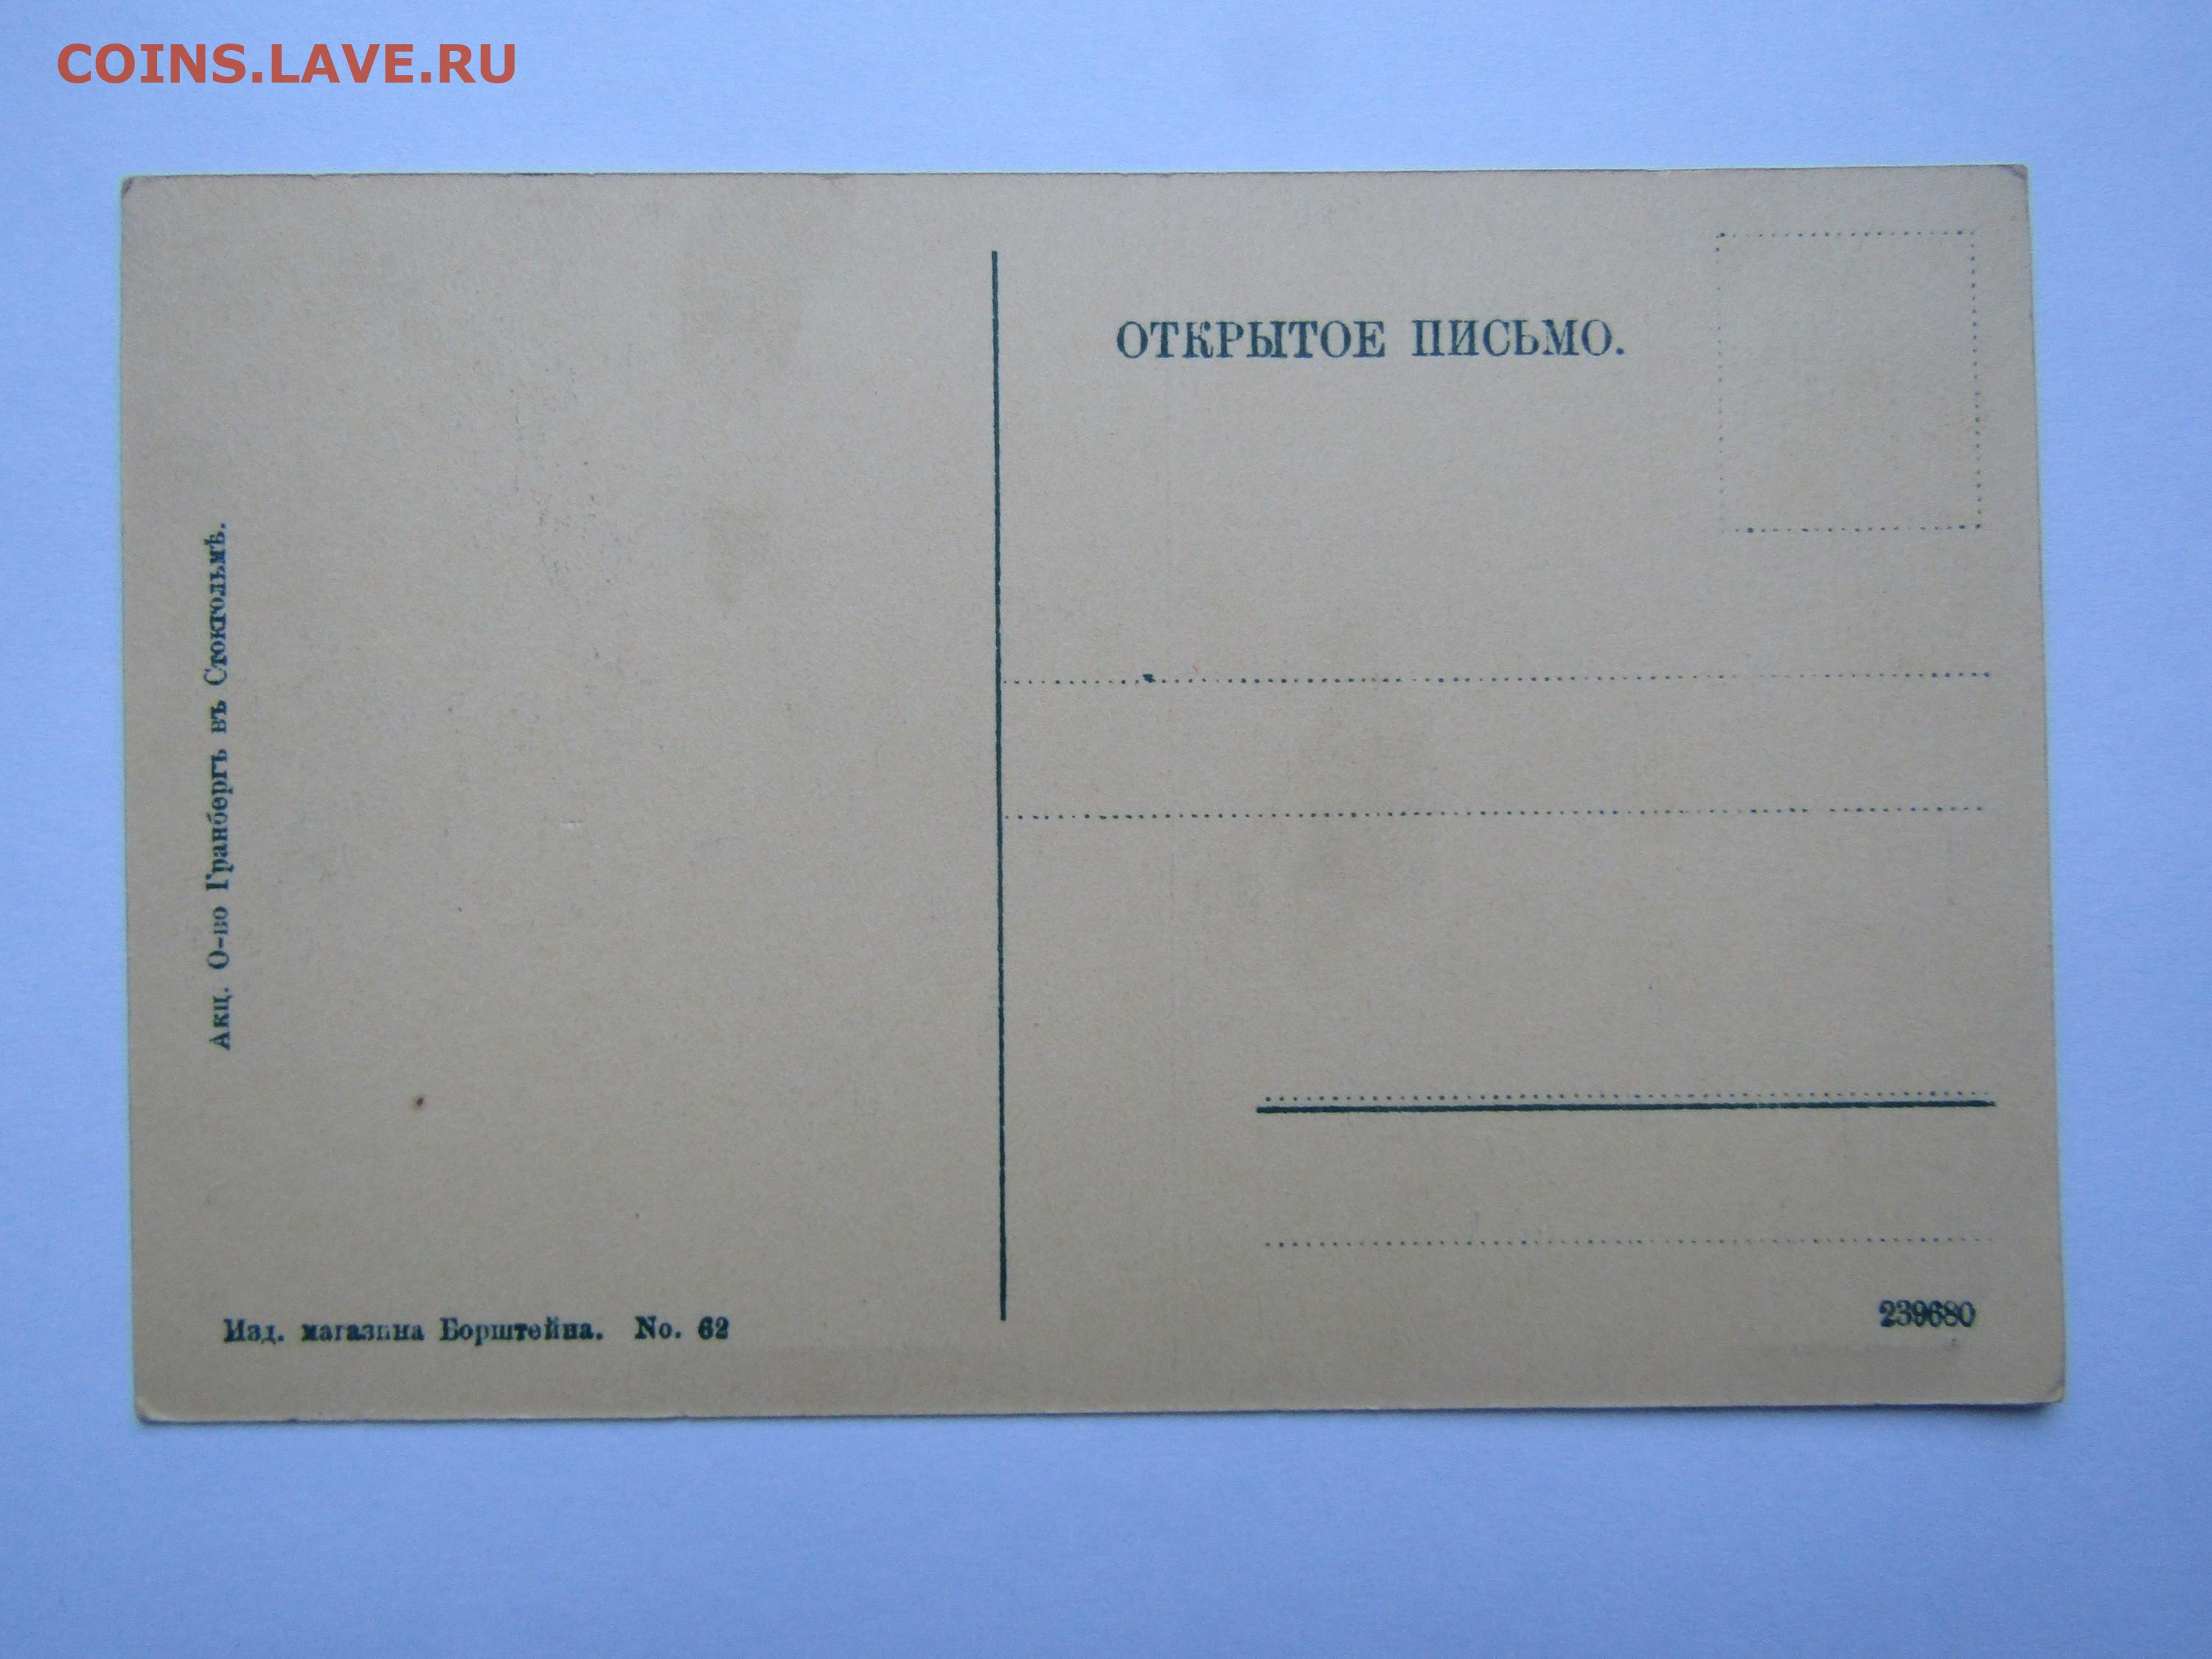 COINS.LAVE.RU
ОТКРЫТОЕ ПИСЬМО.
Акц. О-во Гранбергъ въ Стокгольмѣ.
Изд. магазина Борштейна. No. 62
239680